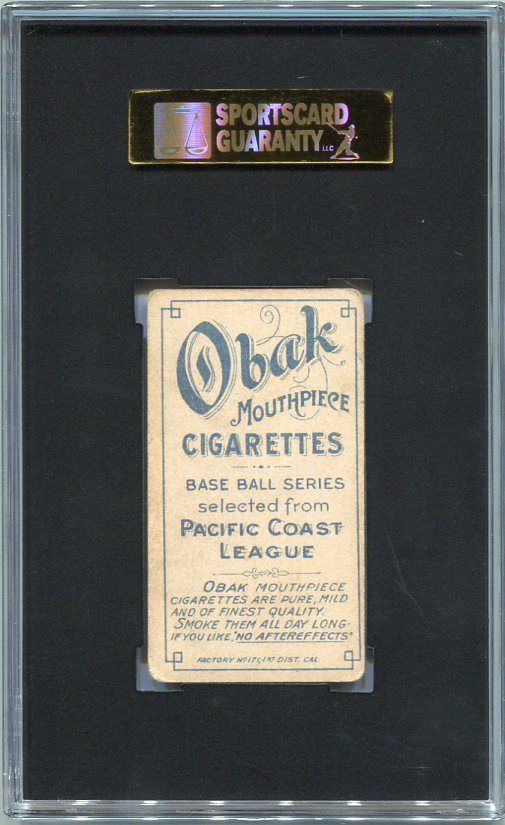 SPORTSCARD
GUARANTY LLC
Obak
MOUTHPIECE
CIGARETTES
BASE BALL SERIES
selected from
PACIFIC COAST
LEAGUE
OBAK MOUTHPIECE
CIGARETTES ARE PURE, MILD
AND OF FINEST QUALITY.
SMOKE THEM ALL DAY LONG-
IF YOU LIKE, "NO AFTEREFFECTS"
FACTORY Nº 171, 1ST DIST. CAL